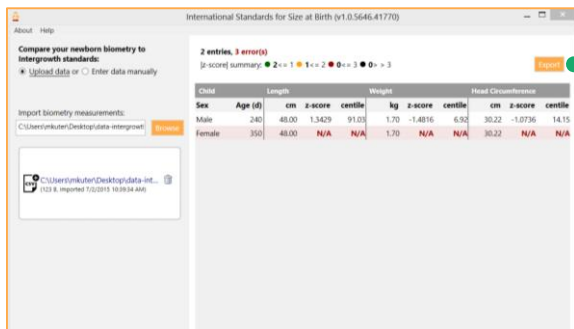 International Standards for Size at Birth (v1.0.5646.41770)
About Help
Compare your newborn biometry to
Intergrowth standards:
Upload data or Enter data manually
Import biometry measurements:
C:\Users\mkuter\Desktop\data-intergrowt
Browse
CSV
C:\Users\mkuter\Desktop\data-int...
(123 B, imported 7/2/2015 10:39:34 AM)
2 entries, 3 error(s)
|z-score| summary: 2 <= 1 1 <= 2 0 <= 3 0 > 3
Export
Child Length Weight Head Circumference
Sex Age (d) cm z-score centile kg z-score centile cm z-score centile
Male 240 48.00 1.3429 91.03 1.70 -1.4816 6.92 30.22 -1.0736 14.15
Female 350 48.00 N/A N/A 1.70 N/A N/A 30.22 N/A N/A